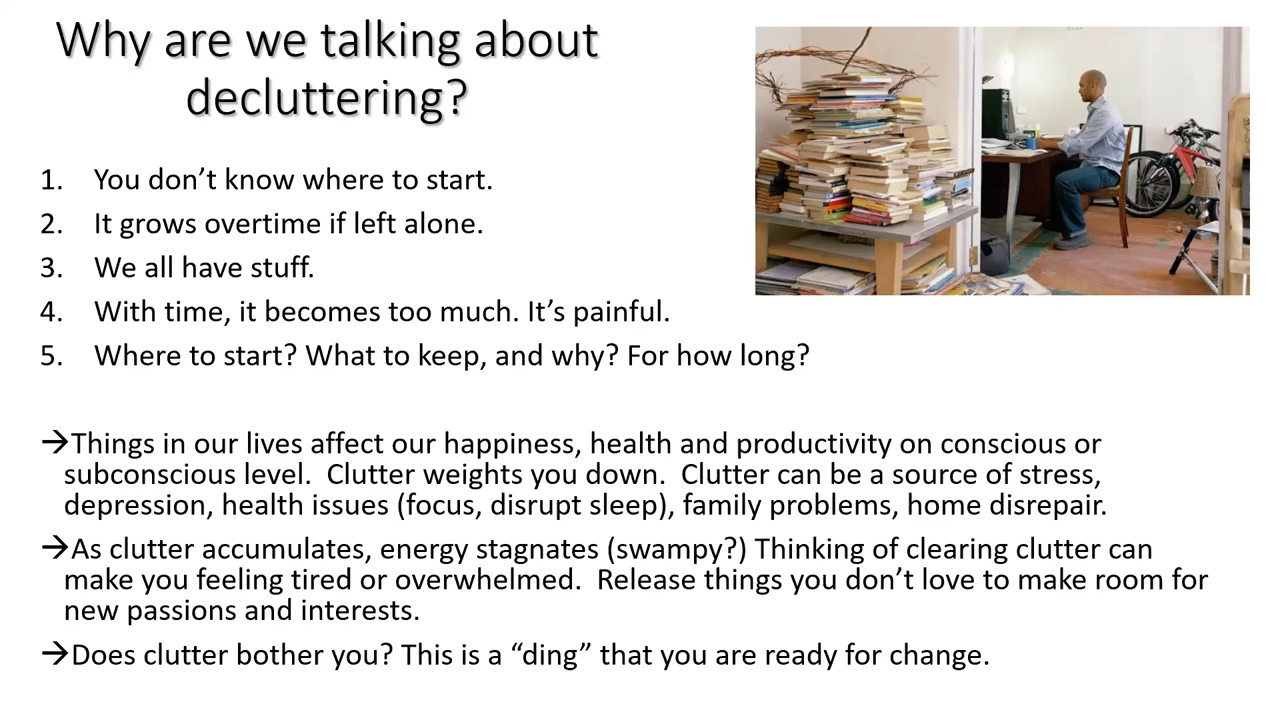 Why are we talking about
decluttering?
1. You don’t know where to start.
2. It grows overtime if left alone.
3. We all have stuff.
4. With time, it becomes too much. It’s painful.
5. Where to start? What to keep, and why? For how long?
→Things in our lives affect our happiness, health and productivity on conscious or
subconscious level.  Clutter weights you down.  Clutter can be a source of stress,
depression, health issues (focus, disrupt sleep), family problems, home disrepair.
→As clutter accumulates, energy stagnates (swampy?) Thinking of clearing clutter can
make you feeling tired or overwhelmed.  Release things you don’t love to make room for
new passions and interests.
→Does clutter bother you? This is a “ding” that you are ready for change.